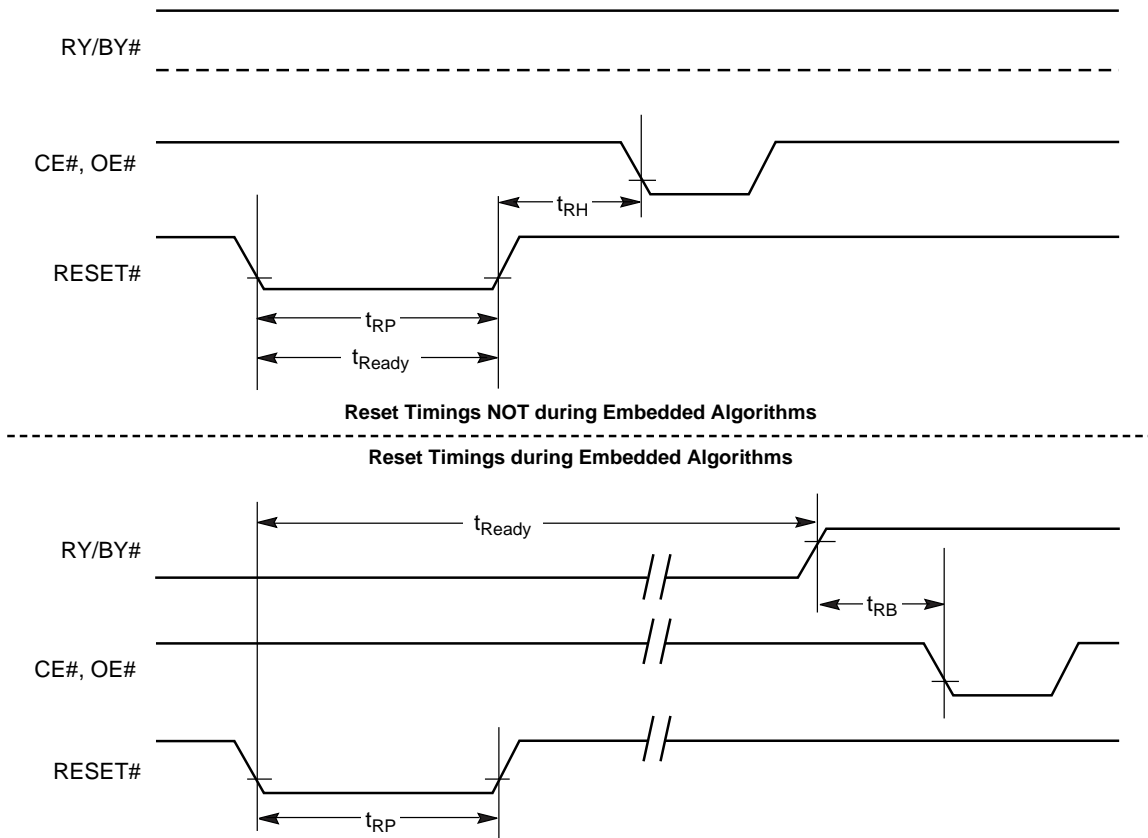 RY/BY#
CE#, OE#
tRH
RESET#
tRP
tReady
Reset Timings NOT during Embedded Algorithms
Reset Timings during Embedded Algorithms
tReady
RY/BY#
tRB
CE#, OE#
RESET#
tRP